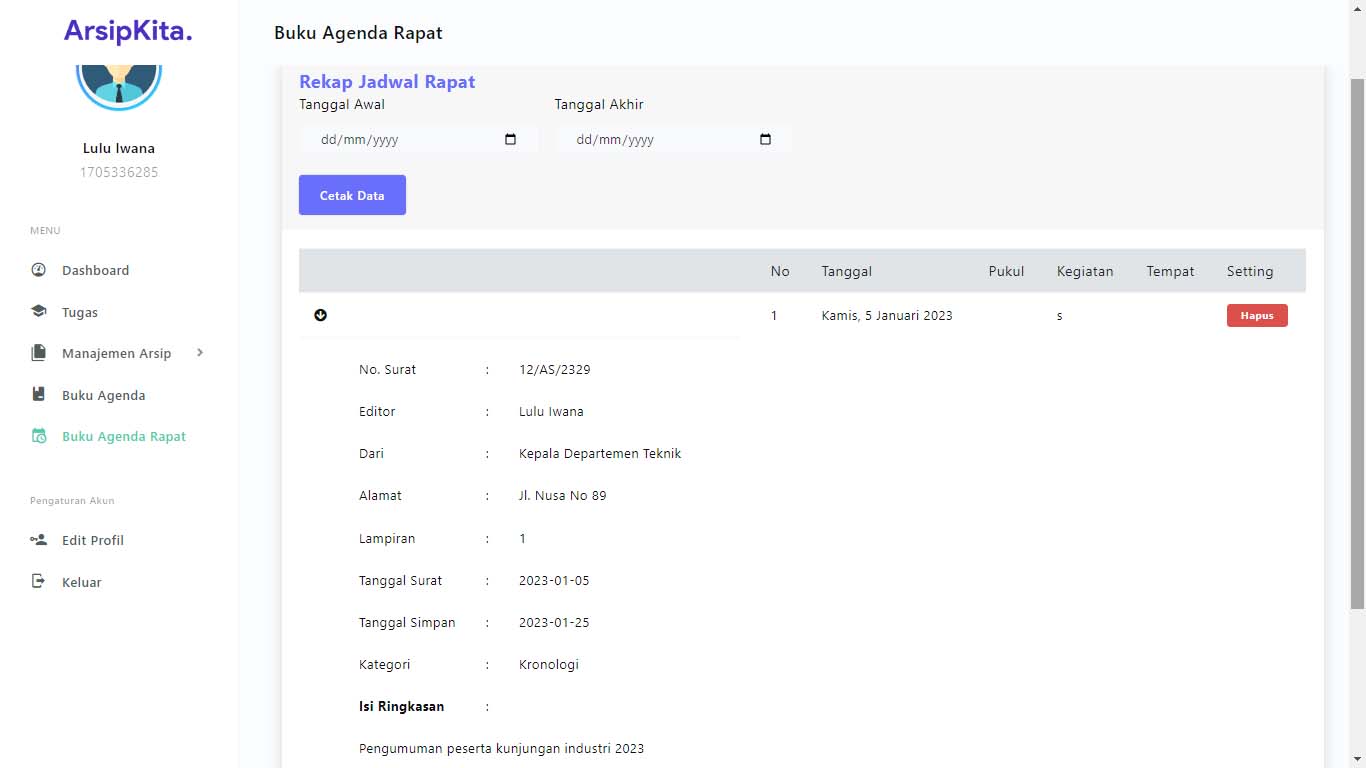 ArsipKita.
Buku Agenda Rapat
Lulu Iwana
1705336285
MENU
Dashboard
Tugas
Manajemen Arsip
Buku Agenda
Buku Agenda Rapat
Pengaturan Akun
Edit Profil
Keluar
Rekap Jadwal Rapat
Tanggal Awal Tanggal Akhir
dd/mm/yyyy dd/mm/yyyy
Cetak Data
No Tanggal Pukul Kegiatan Tempat Setting
1 Kamis, 5 Januari 2023 s Hapus
No. Surat : 12/AS/2329
Editor : Lulu Iwana
Dari : Kepala Departemen Teknik
Alamat : Jl. Nusa No 89
Lampiran : 1
Tanggal Surat : 2023-01-05
Tanggal Simpan : 2023-01-25
Kategori : Kronologi
Isi Ringkasan :
Pengumuman peserta kunjungan industri 2023